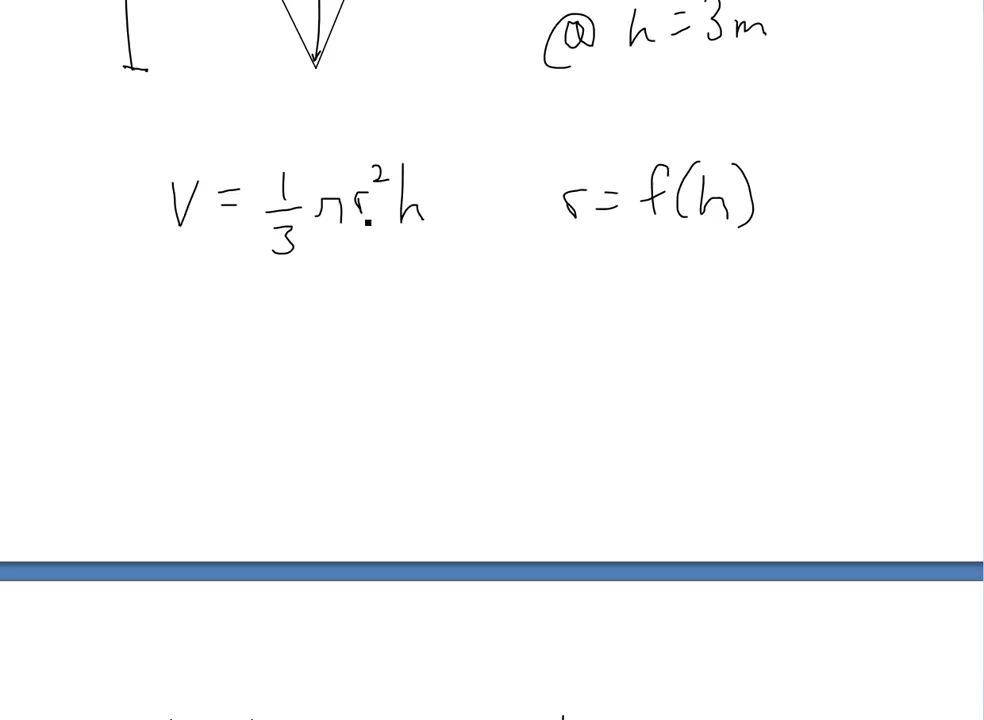 @ h = 3m
V = 1/3 πr²h r = f(h)